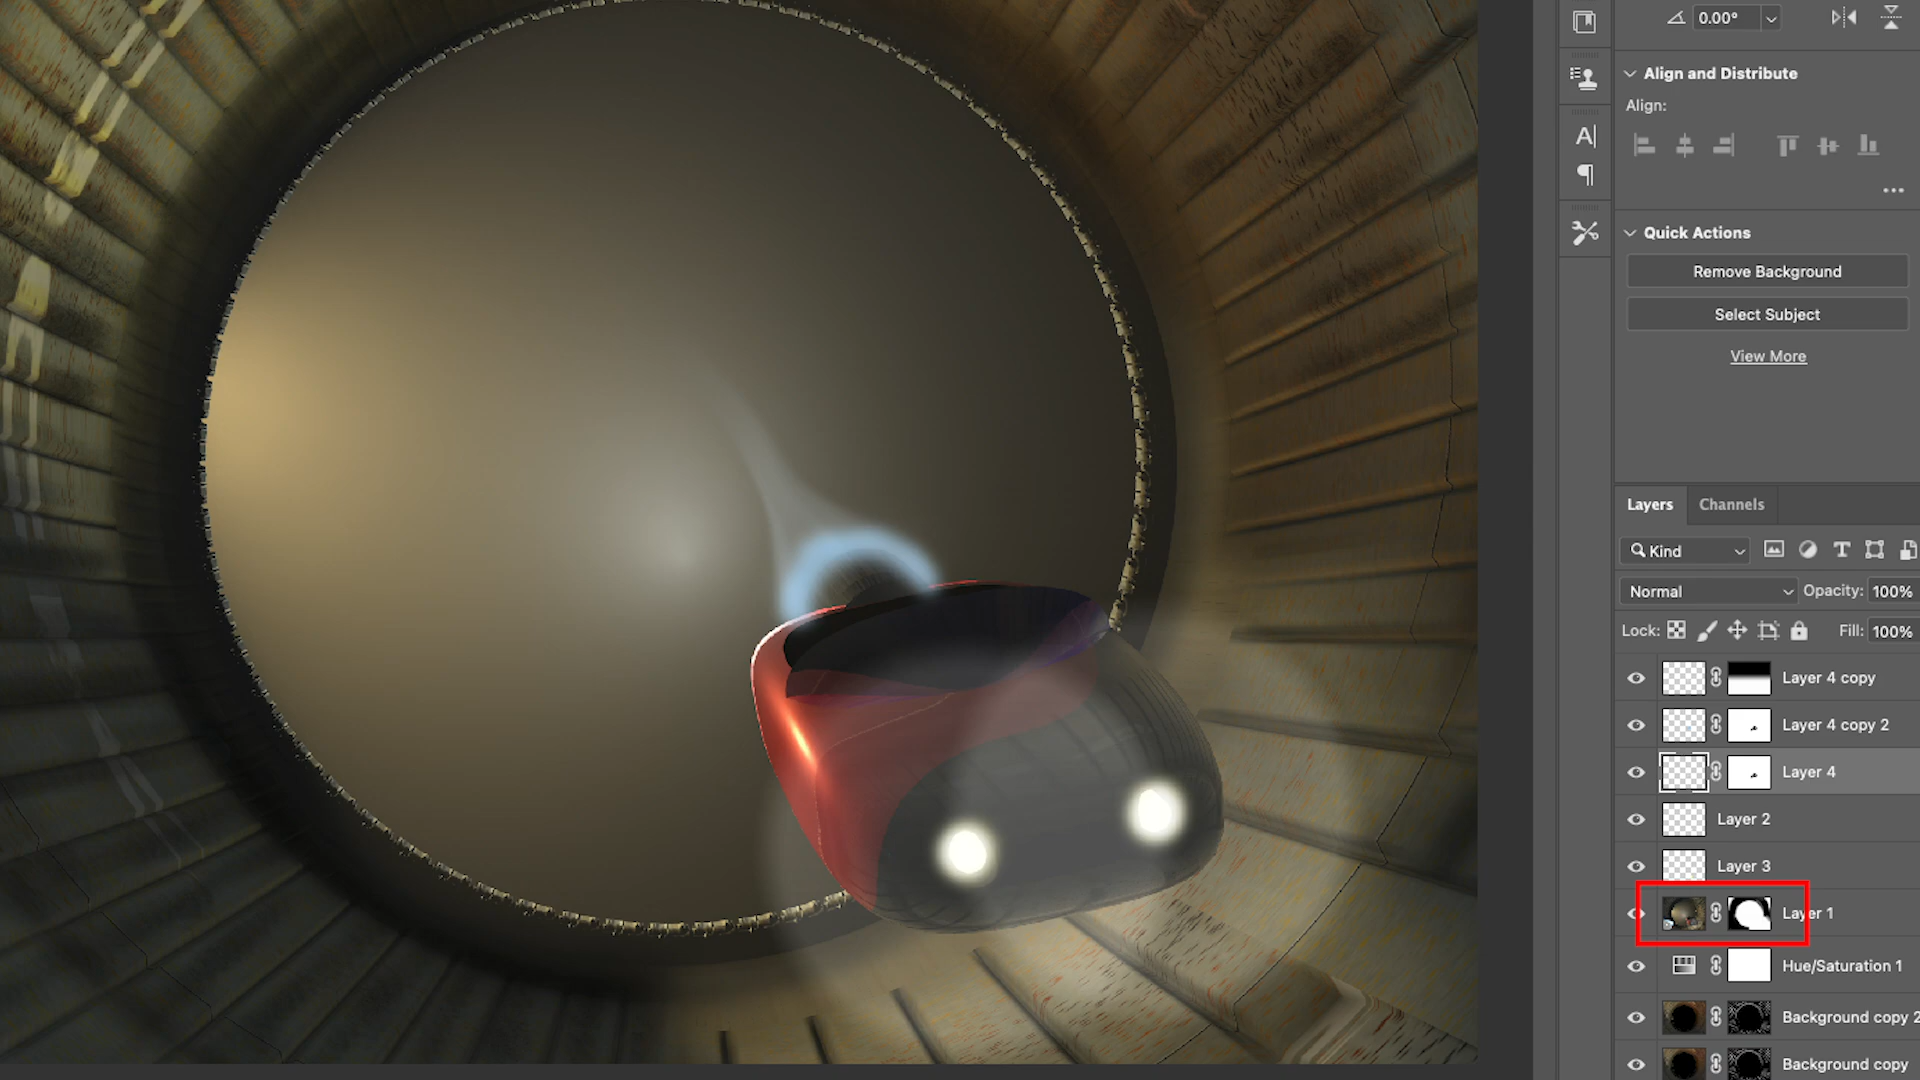 0.00°
Align and Distribute
Align:
Quick Actions
Remove Background
Select Subject
View More
Layers
Channels
Kind
Normal
Opacity: 100%
Lock:
Fill: 100%
Layer 4 copy
Layer 4 copy 2
Layer 4
Layer 2
Layer 3
Layer 1
Hue/Saturation 1
Background copy 2
Background copy